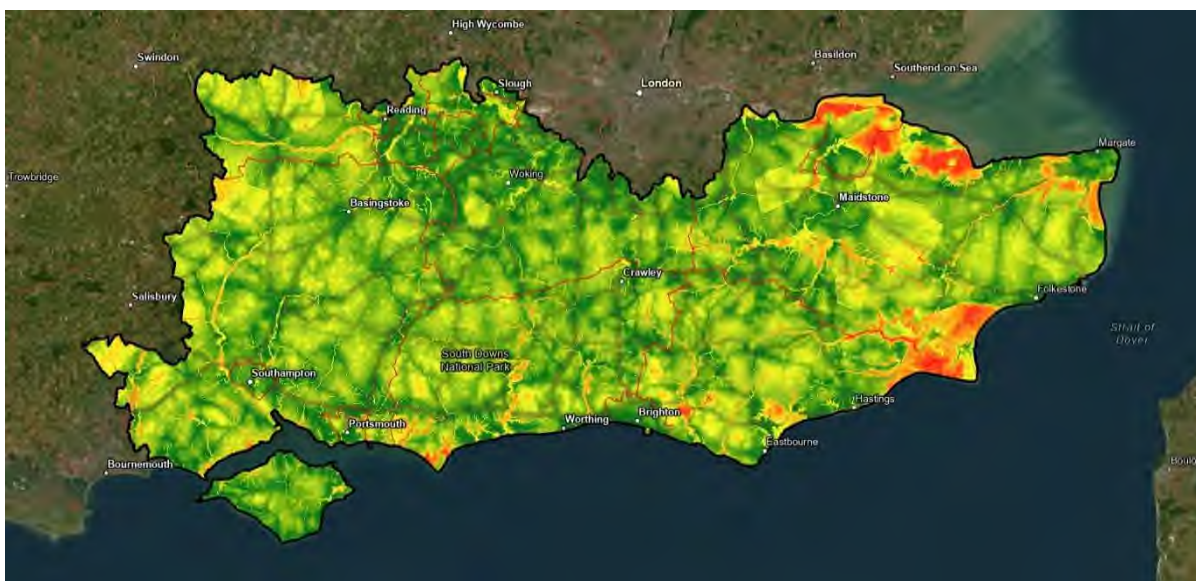 High Wycombe
Swindon
Basildon
Southend-on-Sea
Slough
London
Reading
Margate
Trowbridge
Woking
Basingstoke
Maidstone
Crawley
Salisbury
Folkestone
Strait of
Dover
South Downs
National Park
Southampton
Hastings
Portsmouth
Worthing
Brighton
Eastbourne
Bournemouth
Boulo